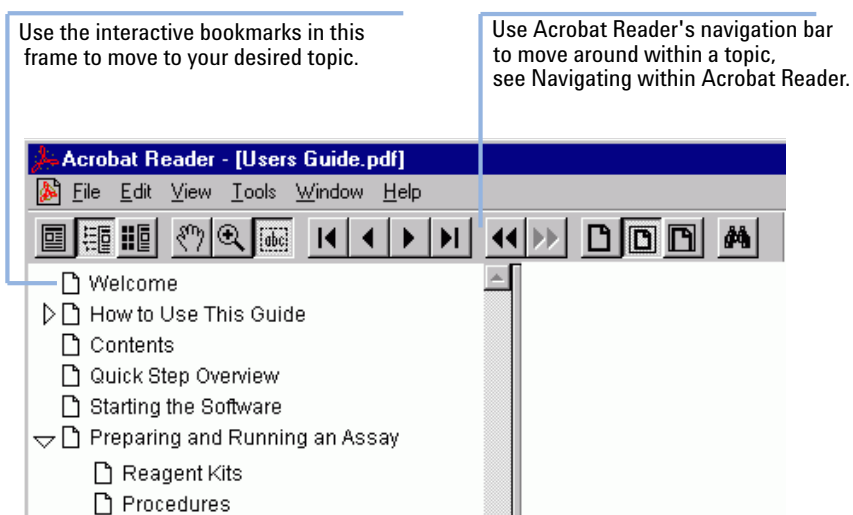 Use the interactive bookmarks in this
frame to move to your desired topic.
Use Acrobat Reader's navigation bar
to move around within a topic,
see Navigating within Acrobat Reader.
Acrobat Reader - [Users Guide.pdf]
File Edit View Tools Window Help
abc
Welcome
How to Use This Guide
Contents
Quick Step Overview
Starting the Software
Preparing and Running an Assay
Reagent Kits
Procedures